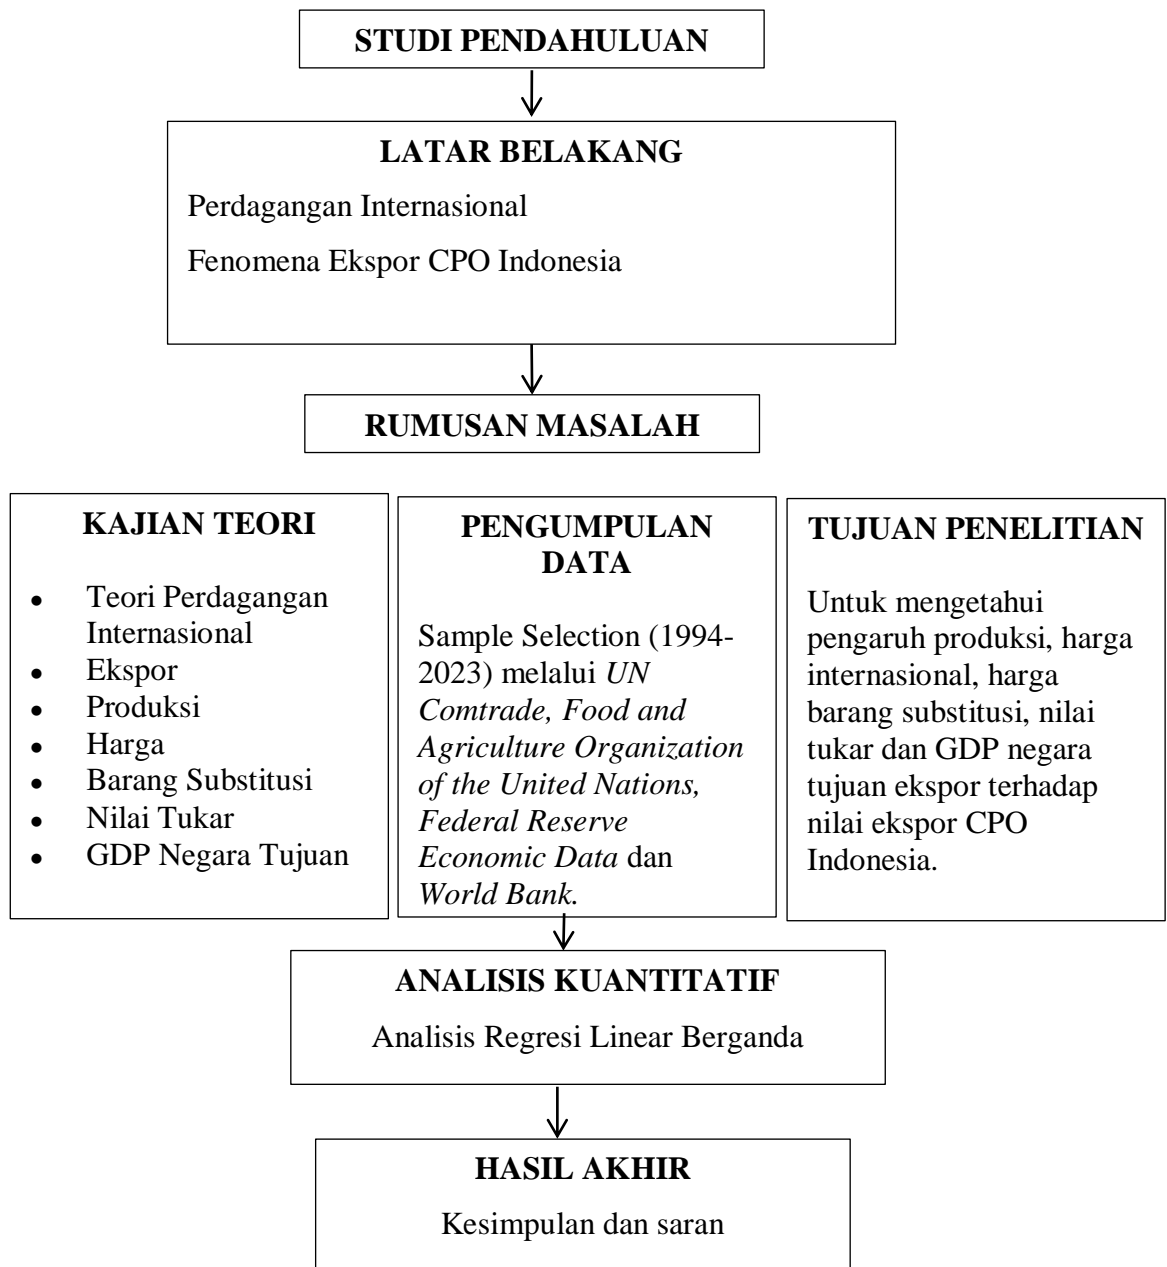 STUDI PENDAHULUAN
LATAR BELAKANG
Perdagangan Internasional
Fenomena Ekspor CPO Indonesia
RUMUSAN MASALAH
KAJIAN TEORI
• Teori Perdagangan
Internasional
• Ekspor
• Produksi
• Harga
• Barang Substitusi
• Nilai Tukar
• GDP Negara Tujuan
PENGUMPULAN
DATA
Sample Selection (1994-
2023) melalui UN
Comtrade, Food and
Agriculture Organization
of the United Nations,
Federal Reserve
Economic Data dan
World Bank.
TUJUAN PENELITIAN
Untuk mengetahui
pengaruh produksi, harga
internasional, harga
barang substitusi, nilai
tukar dan GDP negara
tujuan ekspor terhadap
nilai ekspor CPO
Indonesia.
ANALISIS KUANTITATIF
Analisis Regresi Linear Berganda
HASIL AKHIR
Kesimpulan dan saran